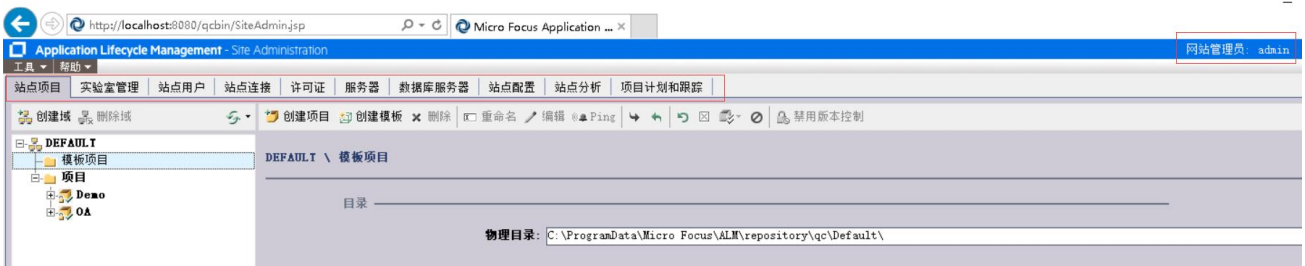 http://localhost:8080/qcbin/SiteAdmin.jsp
Micro Focus Application ...
Application Lifecycle Management - Site Administration
网站管理员: admin
工具 帮助
站点项目 实验室管理 站点用户 站点连接 许可证 服务器 数据库服务器 站点配置 站点分析 项目计划和跟踪
创建域 删除域 创建项目 创建模板 删除 重命名 编辑 Ping 禁用版本控制
DEFAULT
模板项目
项目
Demo
OA
DEFAULT \ 模板项目
目录
物理目录: C:\ProgramData\Micro Focus\ALM\repository\qc\Default\